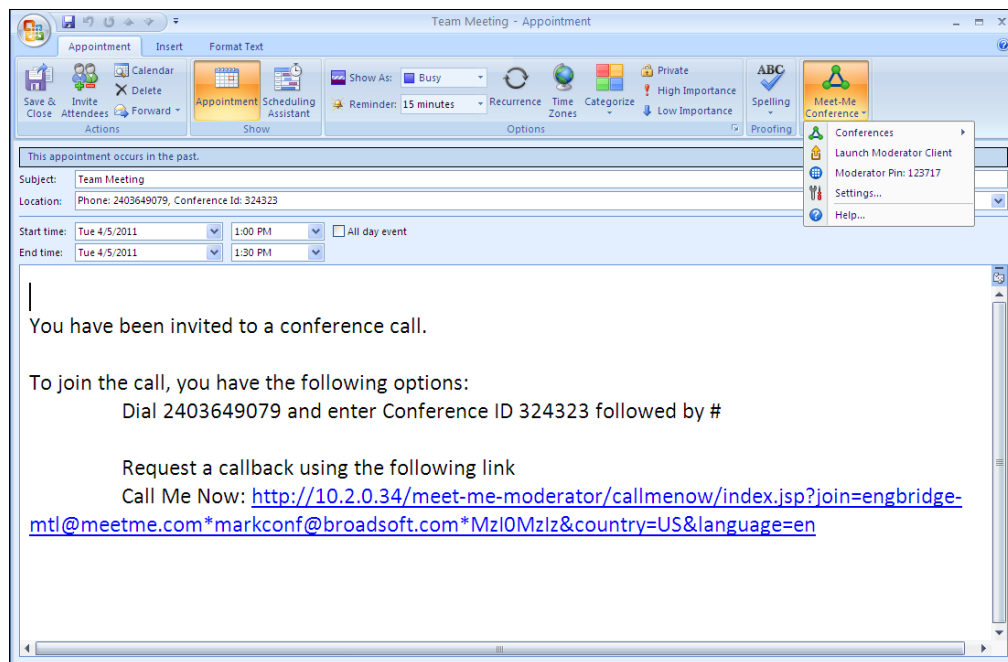 Team Meeting - Appointment
Appointment Insert Format Text
Save & Close
Invite Attendees
Calendar
Delete
Forward
Actions
Appointment
Scheduling Assistant
Show
Show As: Busy
Reminder: 15 minutes
Recurrence
Time Zones
Categorize
Private
High Importance
Low Importance
Options
ABC
Spelling
Proofing
Meet-Me Conference
Conferences
Launch Moderator Client
Moderator Pin: 123717
Settings...
Help...
This appointment occurs in the past.
Subject: Team Meeting
Location: Phone: 2403649079, Conference Id: 324323
Start time: Tue 4/5/2011 1:00 PM All day event
End time: Tue 4/5/2011 1:30 PM
You have been invited to a conference call.
To join the call, you have the following options:
Dial 2403649079 and enter Conference ID 324323 followed by #
Request a callback using the following link
Call Me Now: http://10.2.0.34/meet-me-moderator/callmenow/index.jsp?join=engbridge-
mtl@meetme.com*markconf@broadsoft.com*MzI0MzIz&country=US&language=en